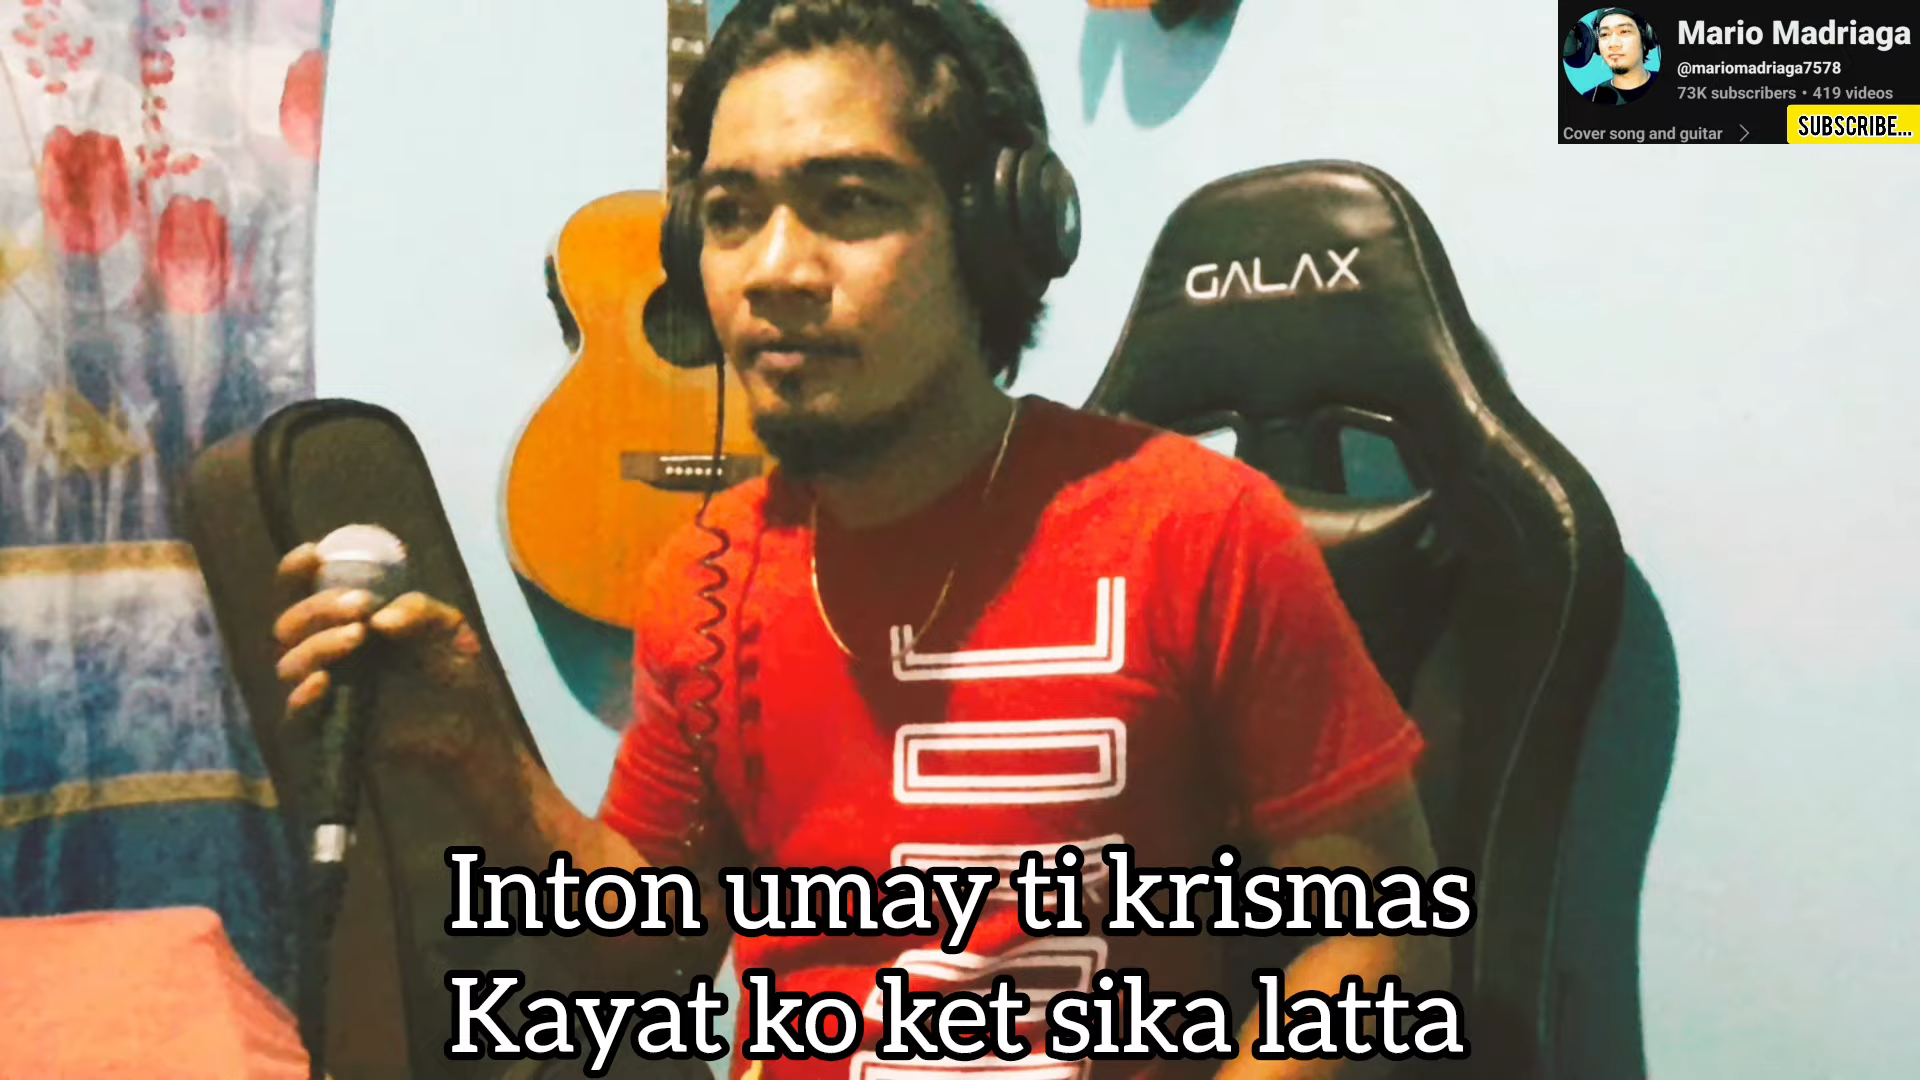 Mario Madriaga
@mariomadriaga7578
73K subscribers • 419 videos
Cover song and guitar
SUBSCRIBE...
GALAX
Inton umay ti krismas
Kayat ko ket sika latta